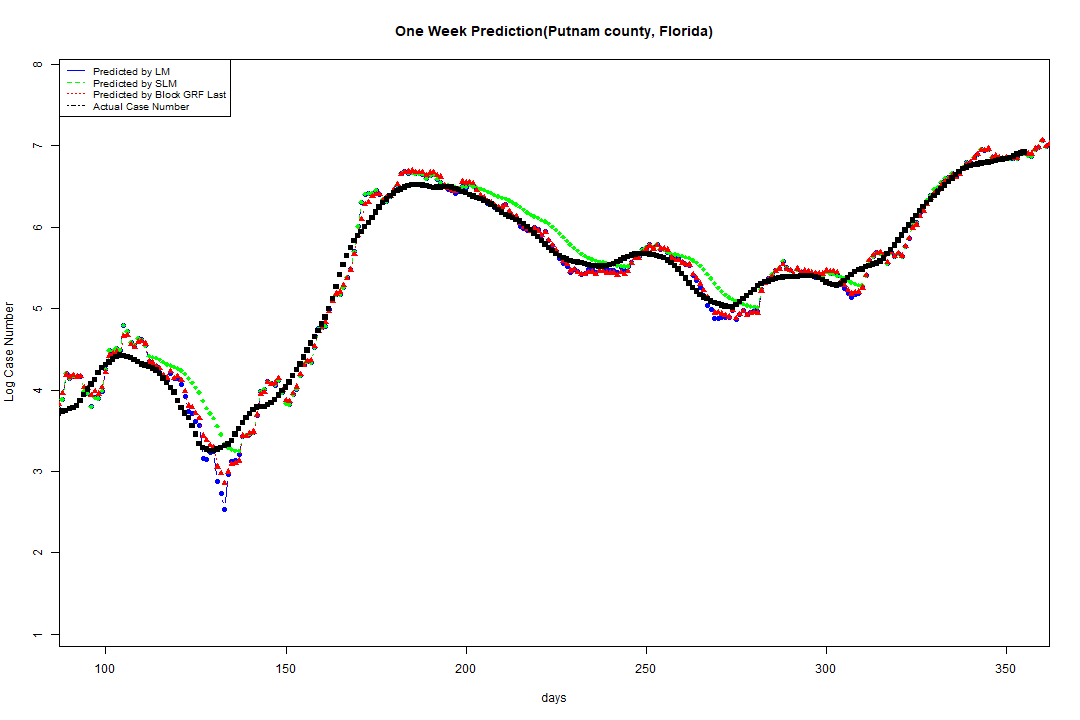 One Week Prediction(Putnam county, Florida)
Predicted by LM
Predicted by SLM
Predicted by Block GRF Last
Actual Case Number
8
7
6
5
4
3
2
1
Log Case Number
100 150 200 250 300 350
days